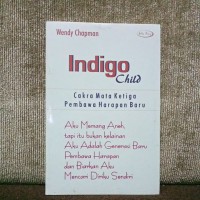 Wendy Chapman
Indigo
Child
Cakra Mata Ketiga
Pembawa Harapan Baru
Aku Memang Aneh,
tapi itu bukan kelainan
Aku Adalah Generasi Baru
Pembawa Harapan
dan Biarkan Aku
Mencari Diriku Sendiri